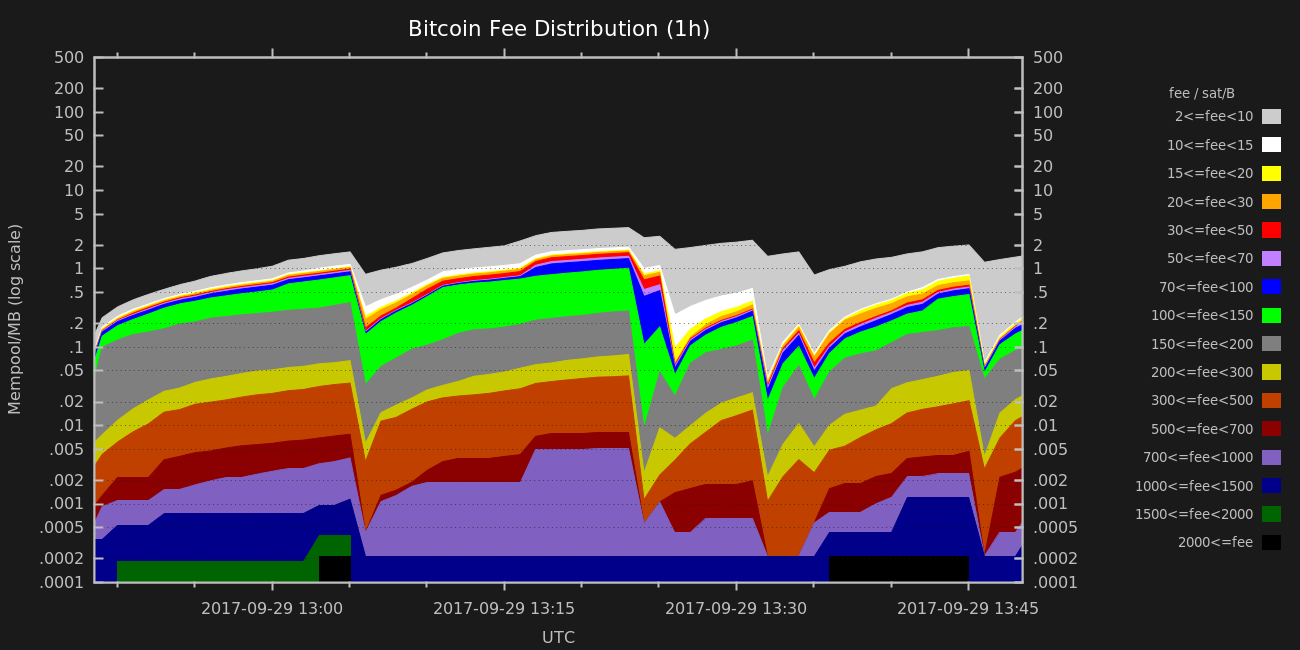 Bitcoin Fee Distribution (1h)
500 500
200 200
100 100
50 50
20 20
10 10
5 5
2 2
1 1
.5 .5
.2 .2
.1 .1
.05 .05
.02 .02
.01 .01
.005 .005
.002 .002
.001 .001
.0005 .0005
.0002 .0002
.0001 .0001
Mempool/MB (log scale)
2017-09-29 13:00 2017-09-29 13:15 2017-09-29 13:30 2017-09-29 13:45
UTC
fee / sat/B
2<=fee<10
10<=fee<15
15<=fee<20
20<=fee<30
30<=fee<50
50<=fee<70
70<=fee<100
100<=fee<150
150<=fee<200
200<=fee<300
300<=fee<500
500<=fee<700
700<=fee<1000
1000<=fee<1500
1500<=fee<2000
2000<=fee